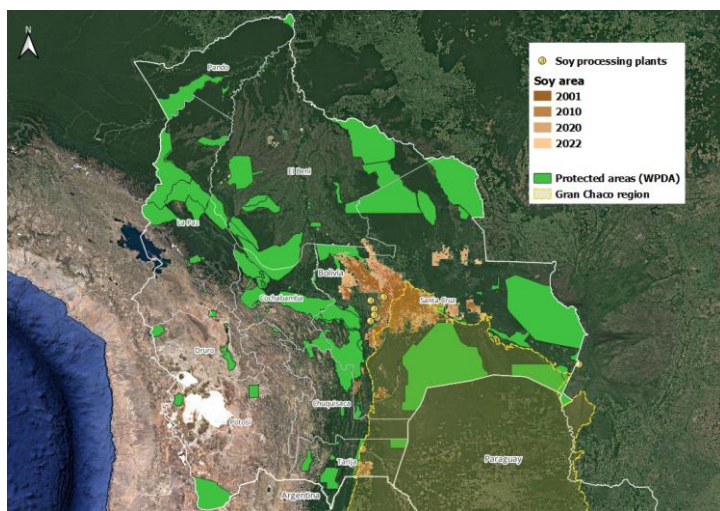 N
Soy processing plants
Soy area
2001
2010
2020
2022
Protected areas (WPDA)
Gran Chaco region
Pando
El Beni
La Paz
Bolivia
Cochabamba
Santa Cruz
Oruro
Chuquisaca
Potosí
Tarija
Paraguay
Argentina